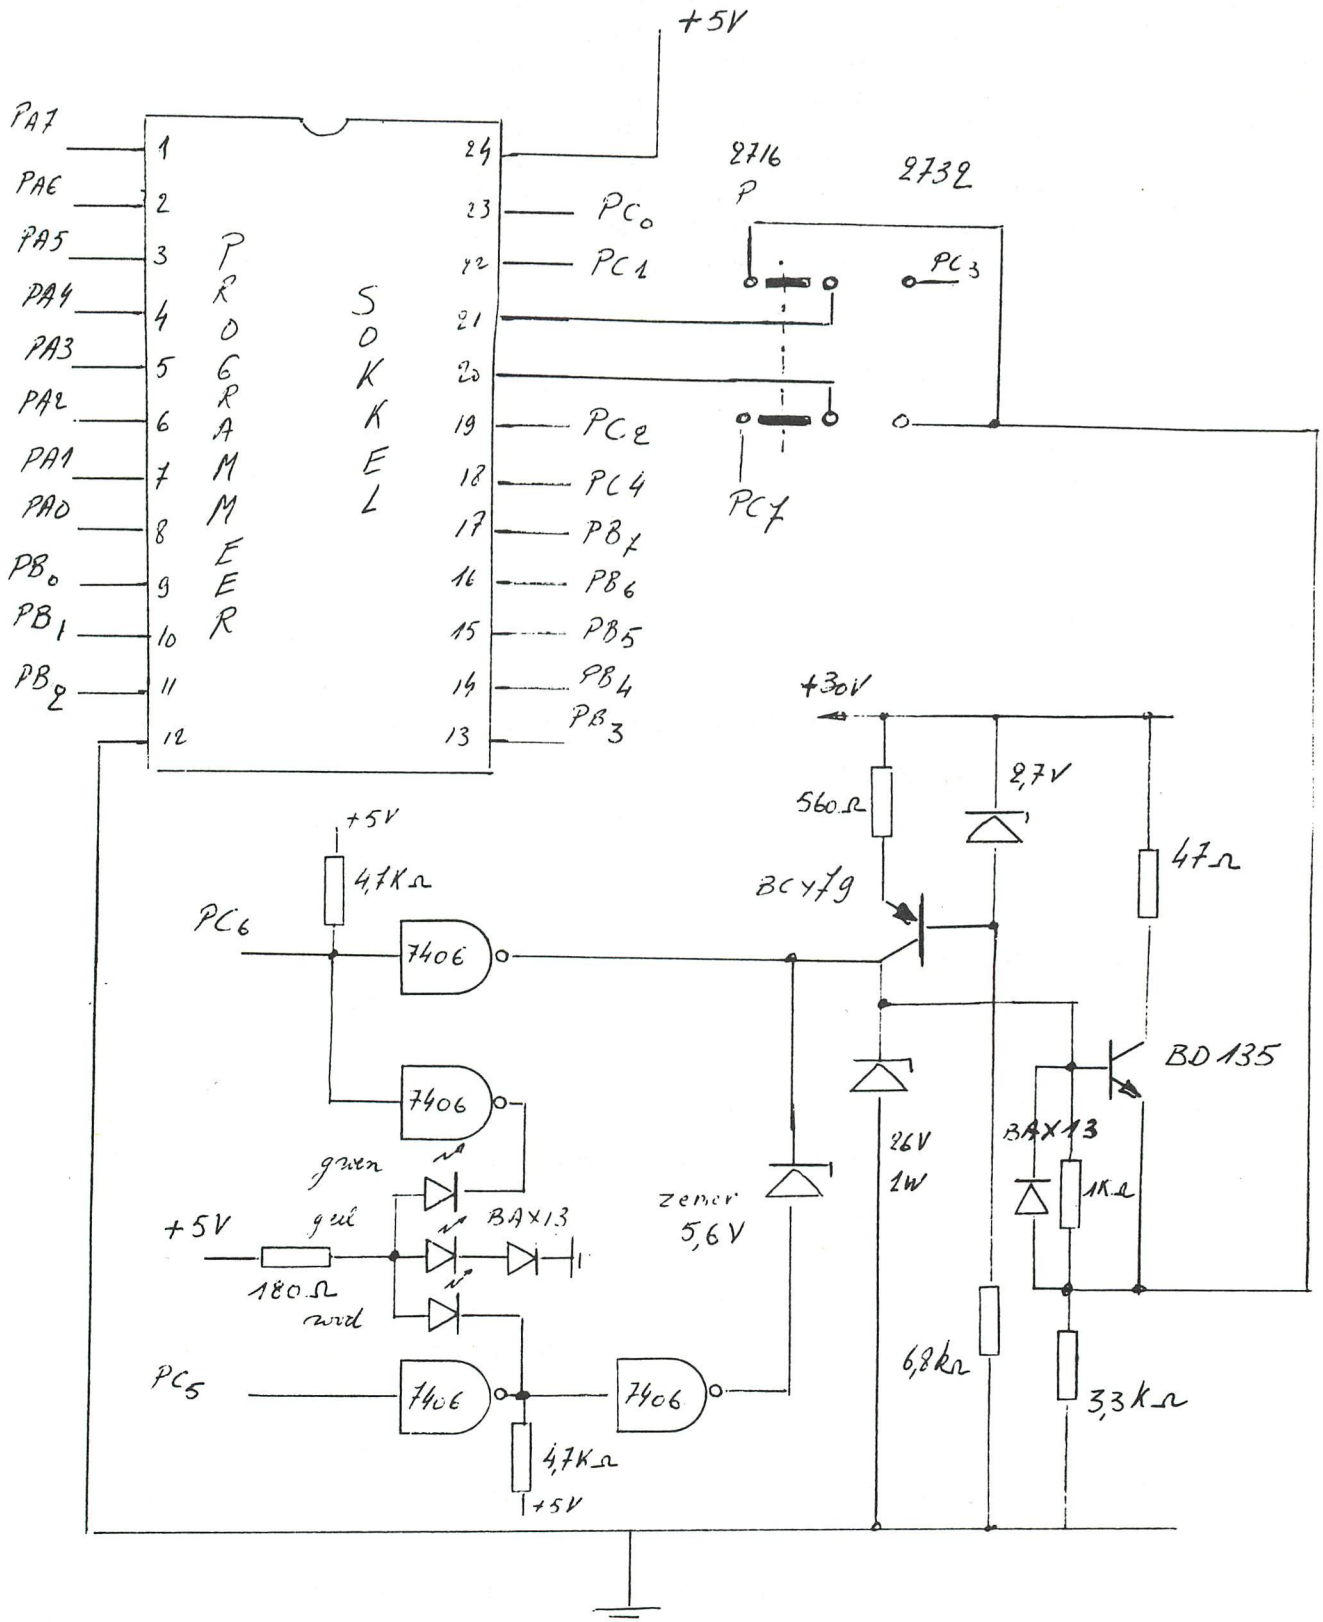 +5V
PA7
1
24
2716
P
2732
PA6
2
23
PC0
PA5
3
22
PC1
PC3
PA4
4
21
PA3
5
20
PA2
6
19
PC2
PA1
7
18
PC4
PC7
PA0
8
17
PB7
PB0
9
16
PB6
PB1
10
15
PB5
PB2
11
14
PB4
12
13
PB3
PROGRAMMEER
SOKKEL
+30V
560Ω
2,7V
47Ω
+5V
4,7KΩ
BCY79
PC6
7406
7406
BD135
groen
BAX13
26V
1W
1KΩ
+5V
geel
BAX13
zener
5,6V
180Ω
rood
6,8kΩ
PC5
7406
7406
3,3KΩ
4,7KΩ
+5V